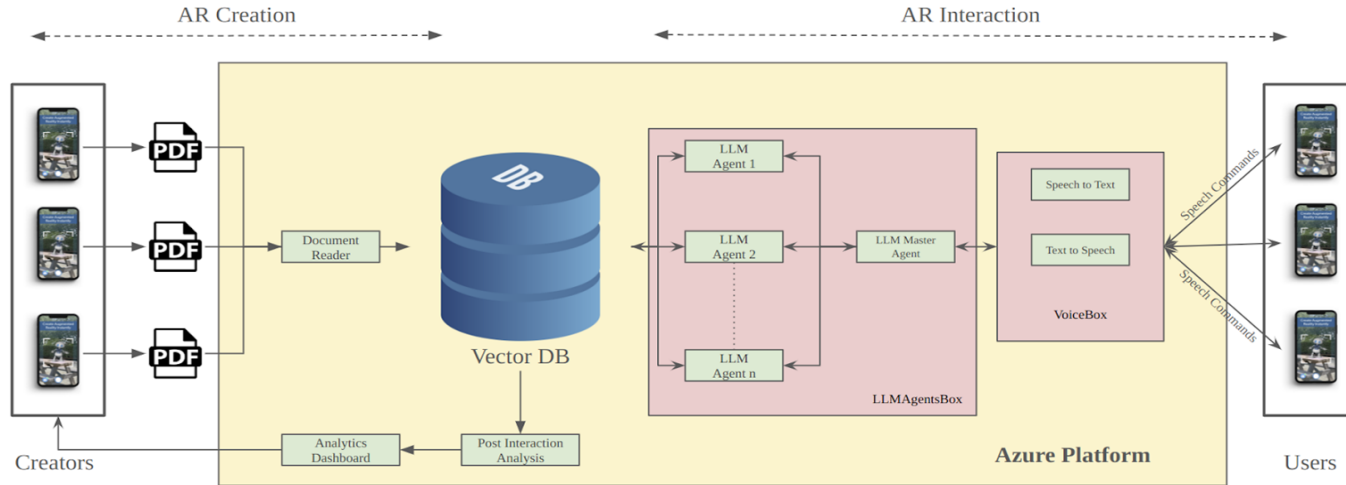 AR Creation
AR Interaction
PDF
PDF
PDF
Document
Reader
DB
Vector DB
LLM
Agent 1
LLM
Agent 2
LLM
Agent n
LLM Master
Agent
LLMAgentsBox
Speech to Text
Text to Speech
VoiceBox
Speech Commands
Speech Commands
Analytics
Dashboard
Post Interaction
Analysis
Azure Platform
Creators
Users